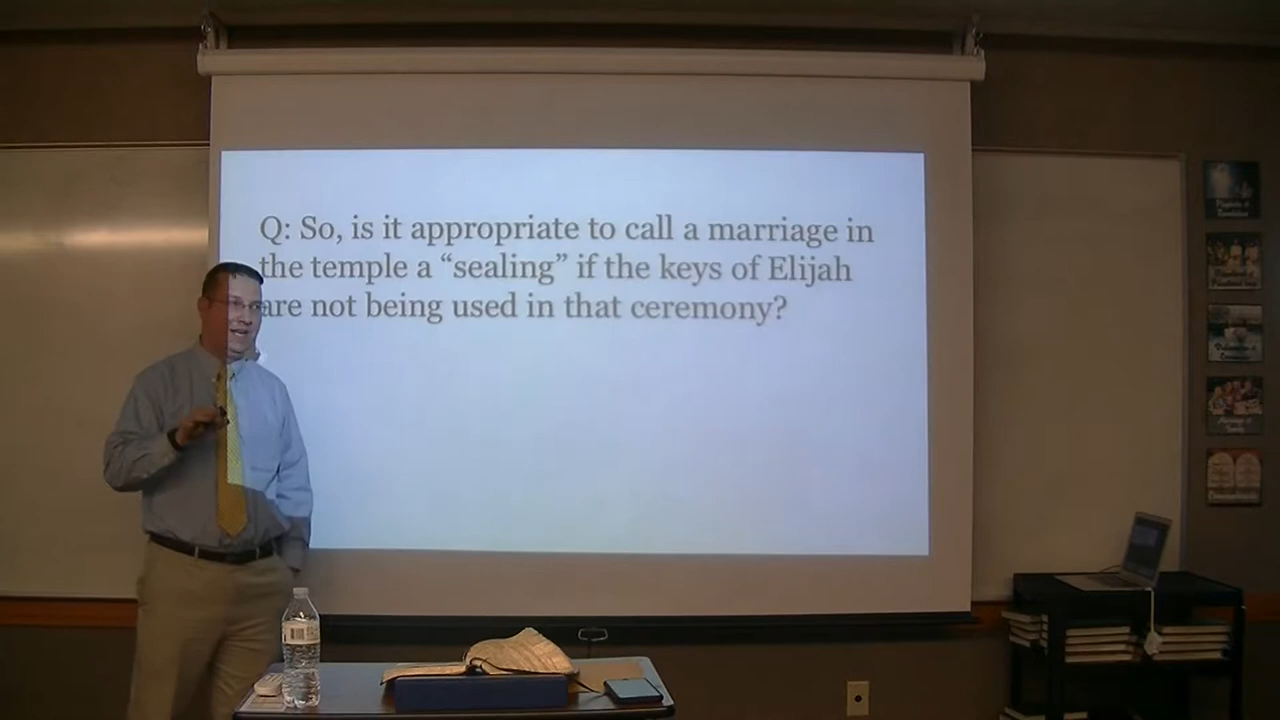 Q: So, is it appropriate to call a marriage in
the temple a “sealing” if the keys of Elijah
are not being used in that ceremony?